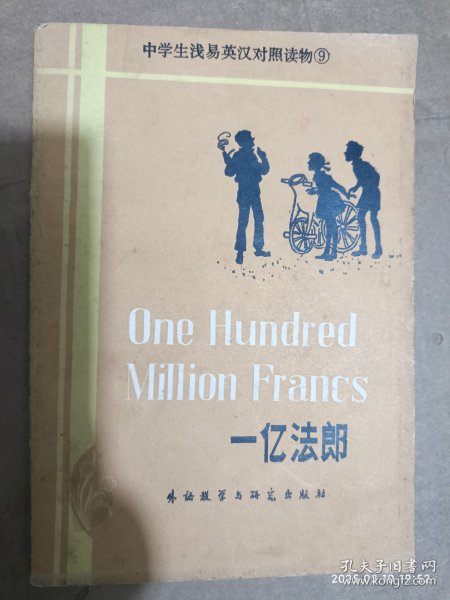 中学生浅易英汉对照读物⑨
One Hundred
Million Francs
一亿法郎
外语教学与研究出版社
孔夫子旧书网